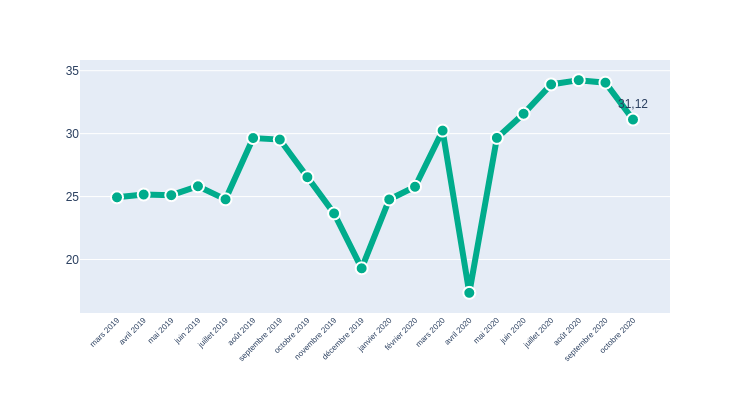 35
30
25
20
31,12
mars 2019
avril 2019
mai 2019
juin 2019
juillet 2019
août 2019
septembre 2019
octobre 2019
novembre 2019
décembre 2019
janvier 2020
février 2020
mars 2020
avril 2020
mai 2020
juin 2020
juillet 2020
août 2020
septembre 2020
octobre 2020